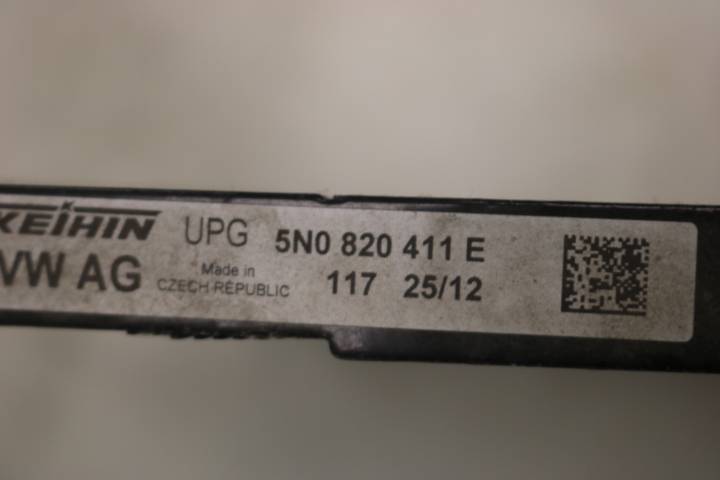 KEIHIN UPG 5N0 820 411 E
VW AG Made in CZECH REPUBLIC 117 25/12